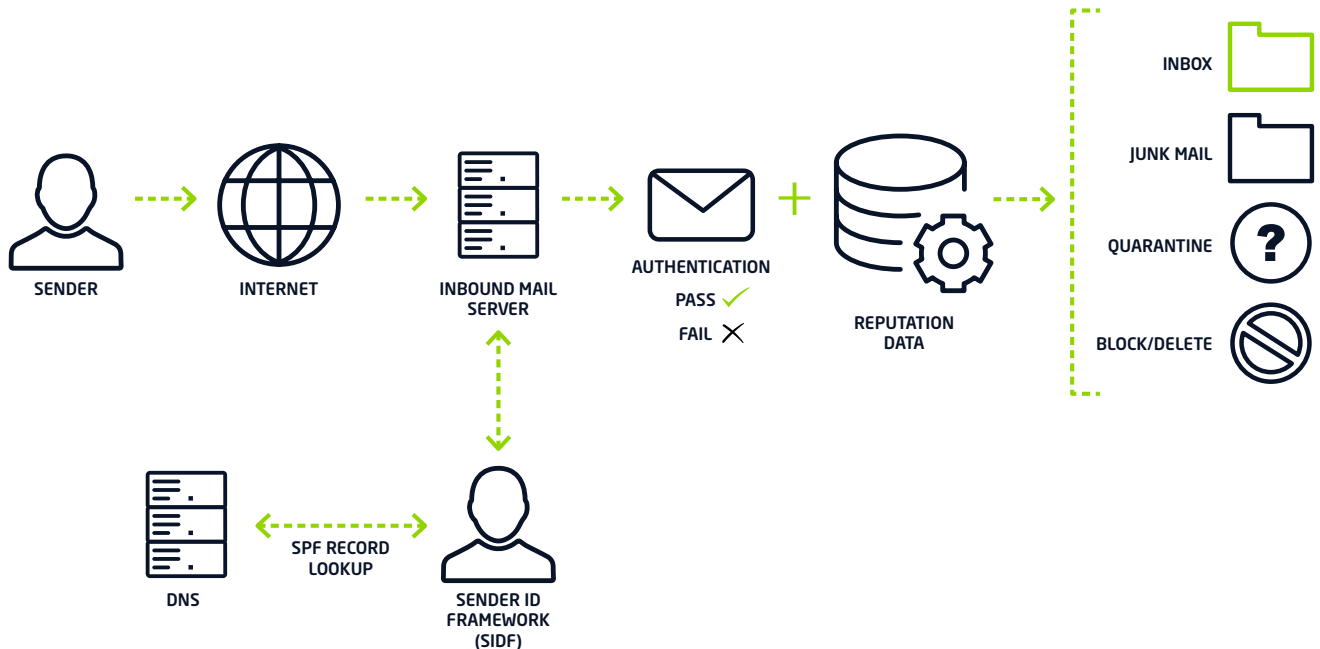 SENDER
INTERNET
INBOUND MAIL
SERVER
AUTHENTICATION
PASS
FAIL
REPUTATION
DATA
INBOX
JUNK MAIL
QUARANTINE
?
BLOCK/DELETE
DNS
SPF RECORD
LOOKUP
SENDER ID
FRAMEWORK
(SIDF)